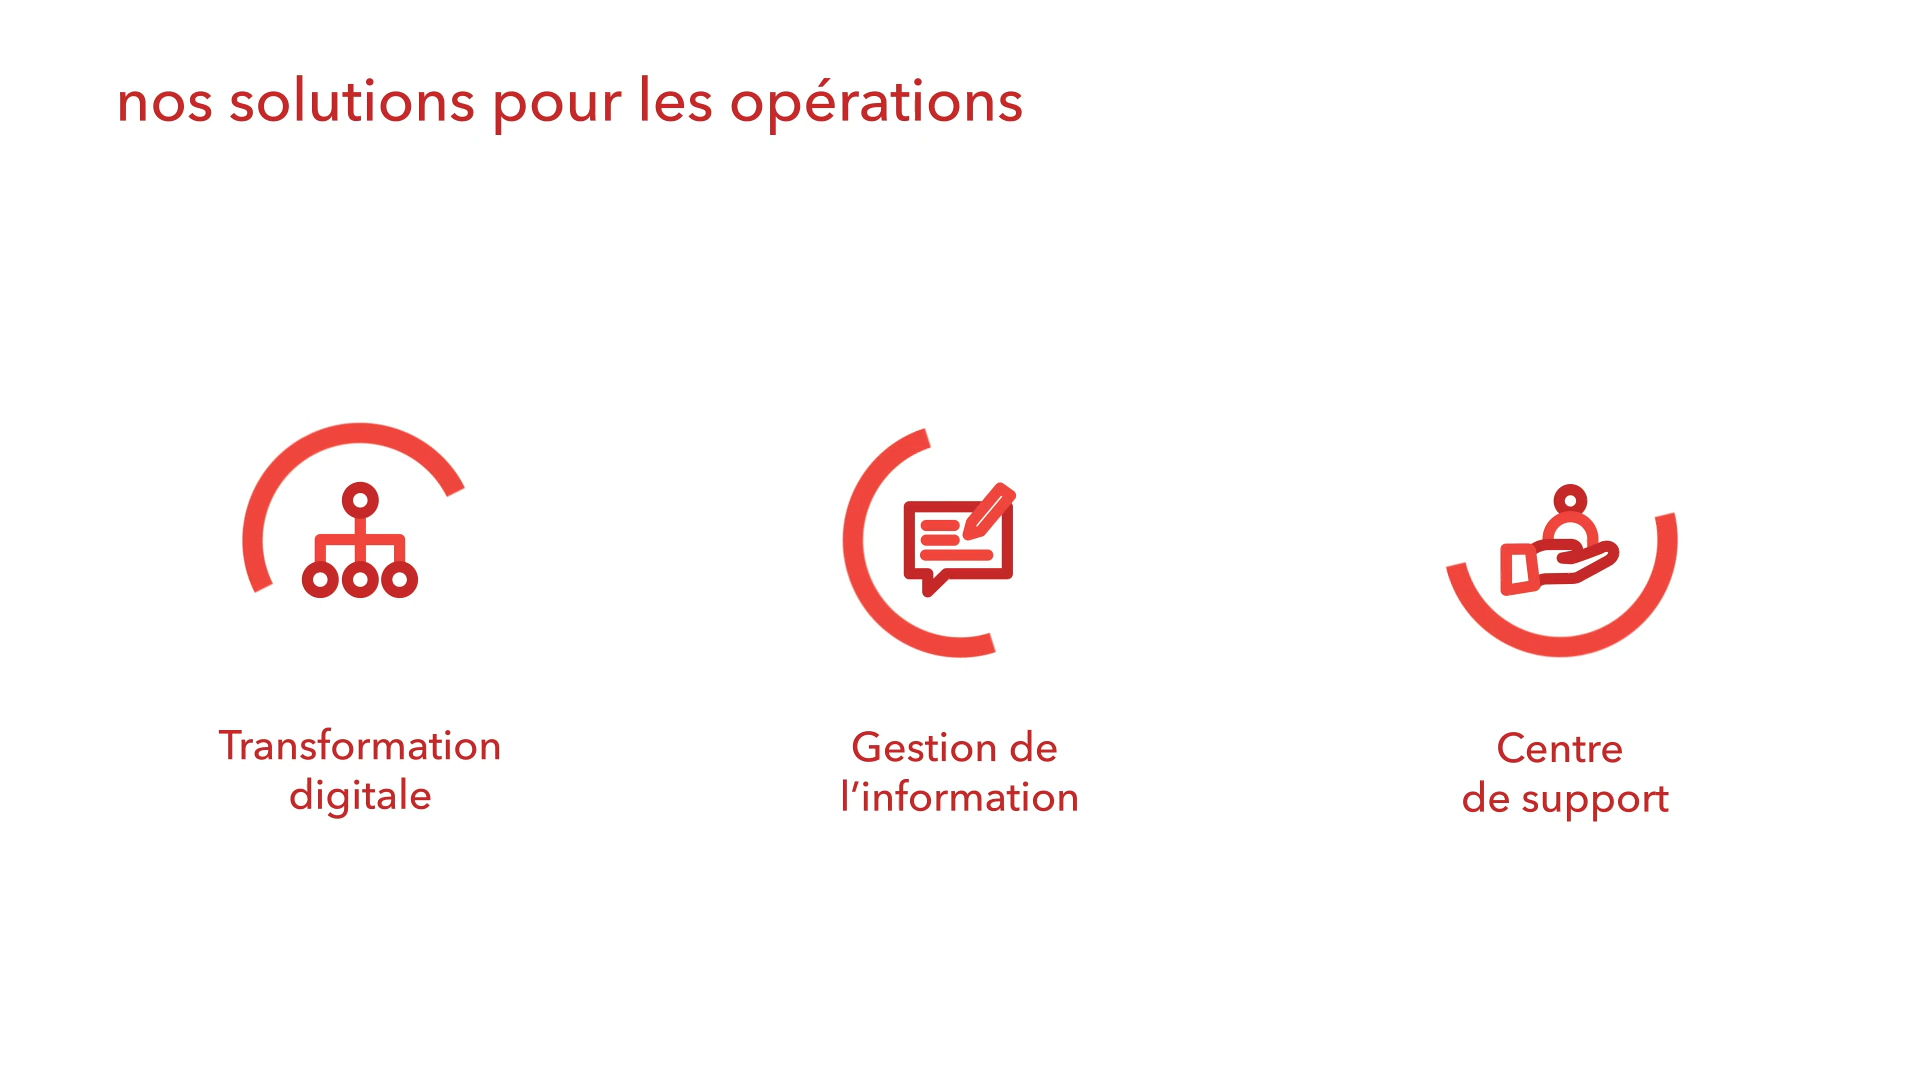 nos solutions pour les opérations
Transformation
digitale
Gestion de
l’information
Centre
de support